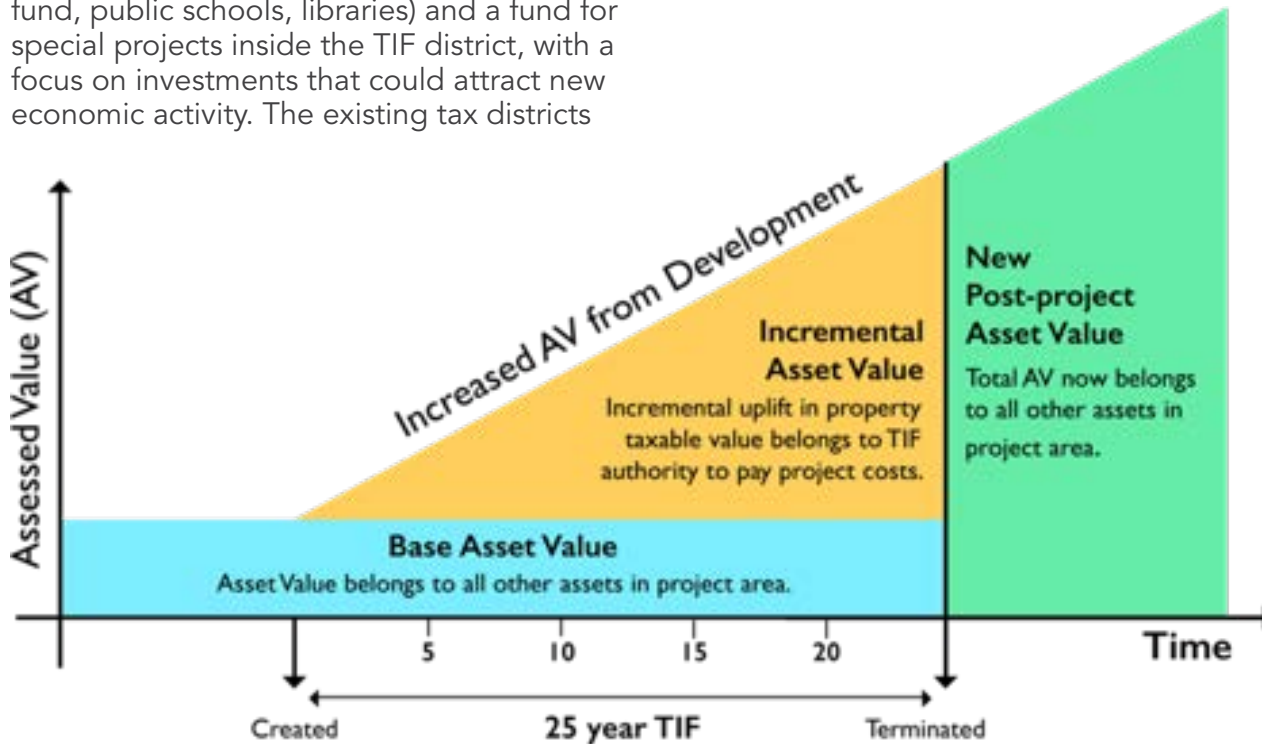 fund, public schools, libraries) and a fund for
special projects inside the TIF district, with a
focus on investments that could attract new
economic activity. The existing tax districts
Assessed Value (AV)
Increased AV from Development
Incremental
Asset Value
Incremental uplift in property
taxable value belongs to TIF
authority to pay project costs.
New
Post-project
Asset Value
Total AV now belongs
to all other assets in
project area.
Base Asset Value
Asset Value belongs to all other assets in project area.
5 10 15 20
Time
Created
25 year TIF
Terminated